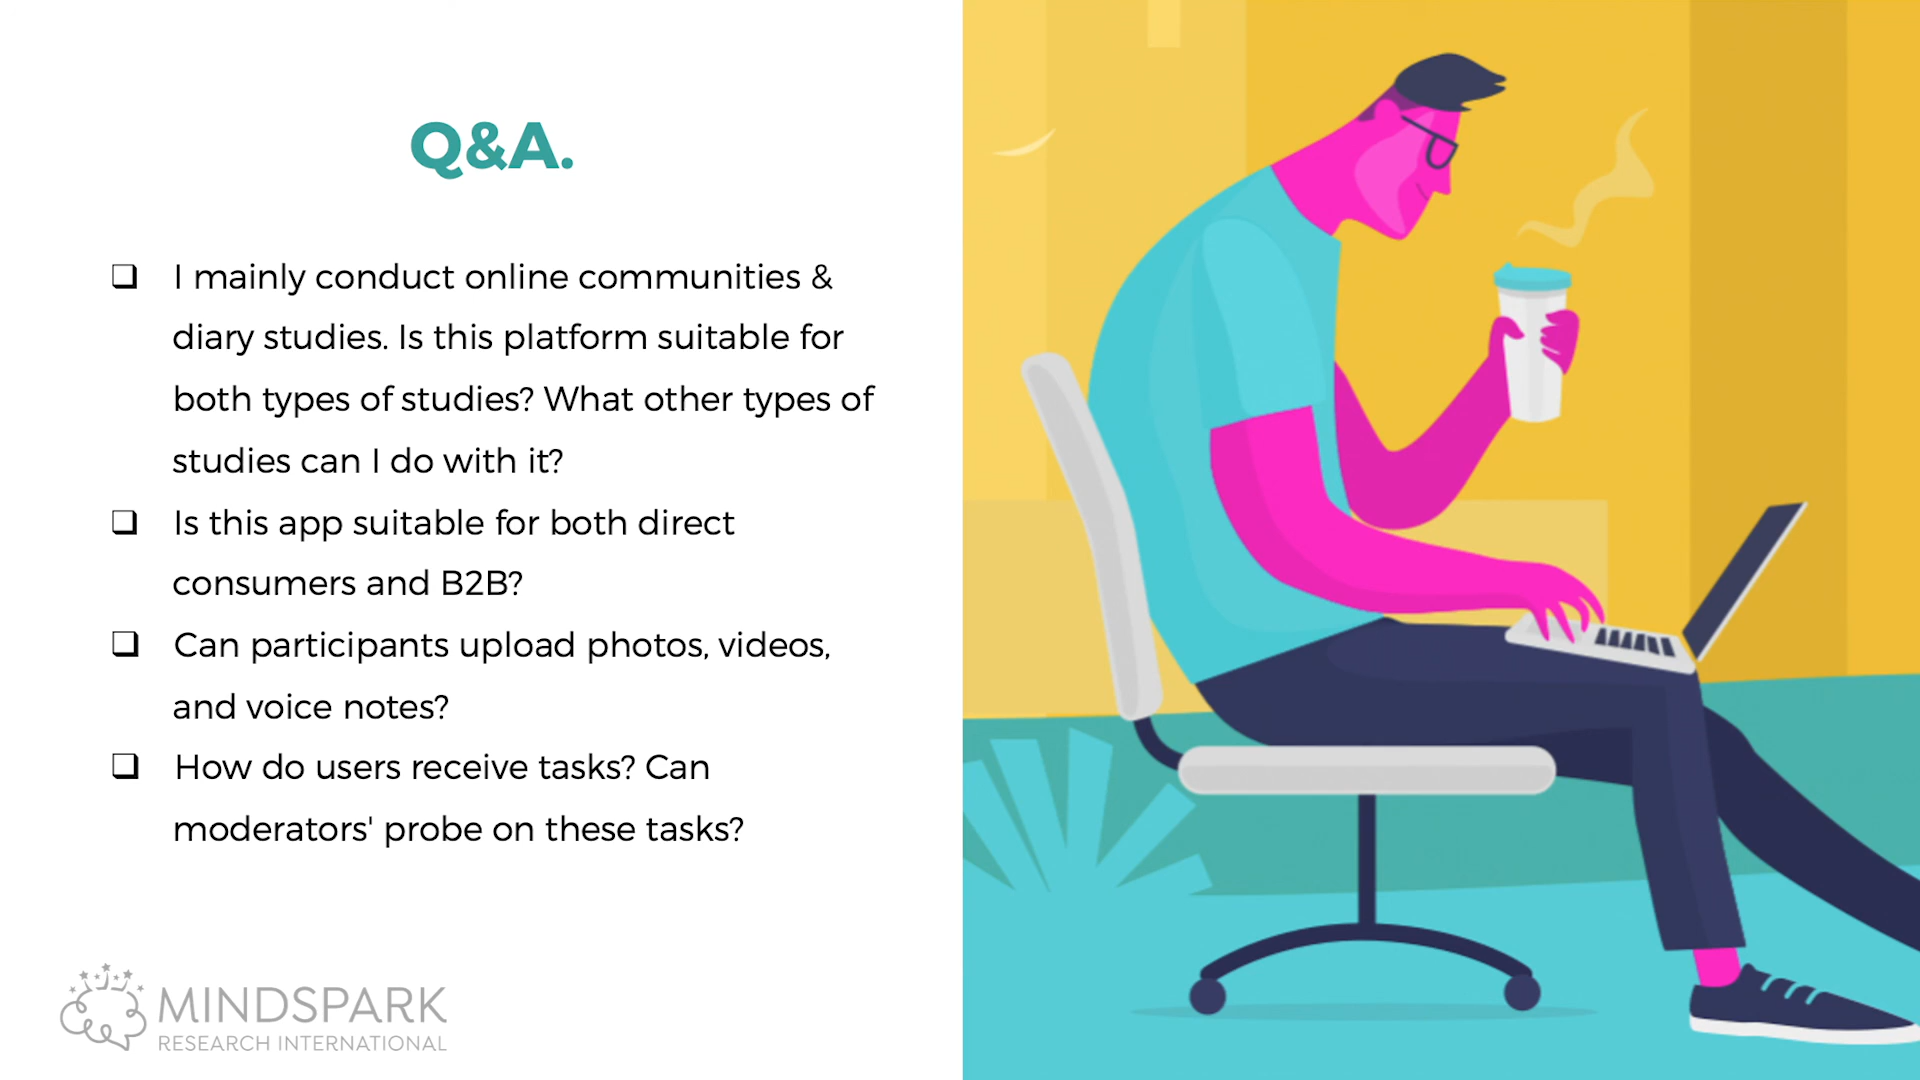 Q&A.
❑ I mainly conduct online communities &
diary studies. Is this platform suitable for
both types of studies? What other types of
studies can I do with it?
❑ Is this app suitable for both direct
consumers and B2B?
❑ Can participants upload photos, videos,
and voice notes?
❑ How do users receive tasks? Can
moderators' probe on these tasks?
MINDSPARK
RESEARCH INTERNATIONAL